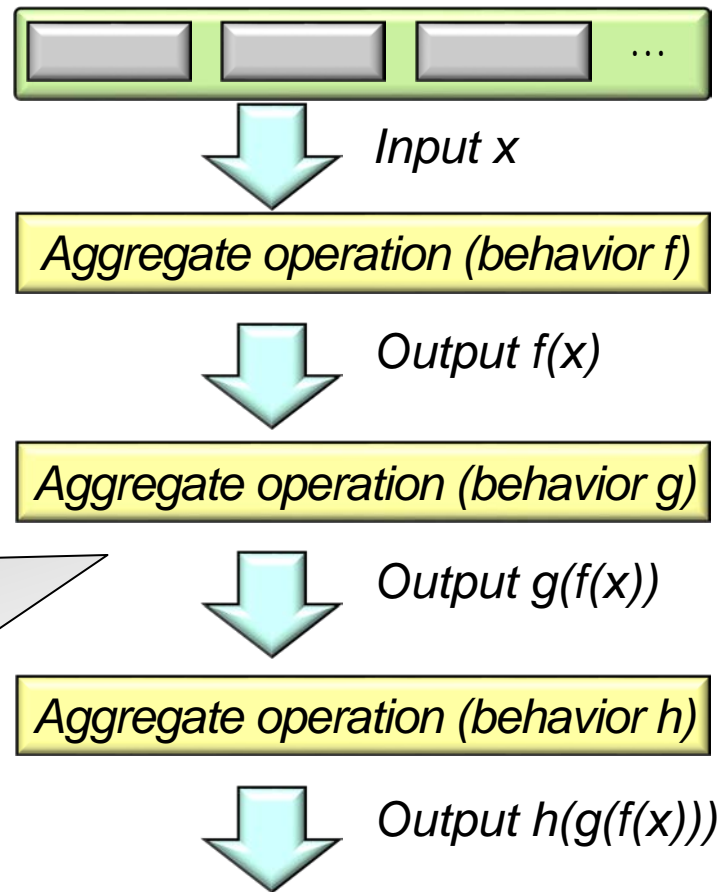 ...
Input x
Aggregate operation (behavior f)
Output f(x)
Aggregate operation (behavior g)
Output g(f(x))
Aggregate operation (behavior h)
Output h(g(f(x)))